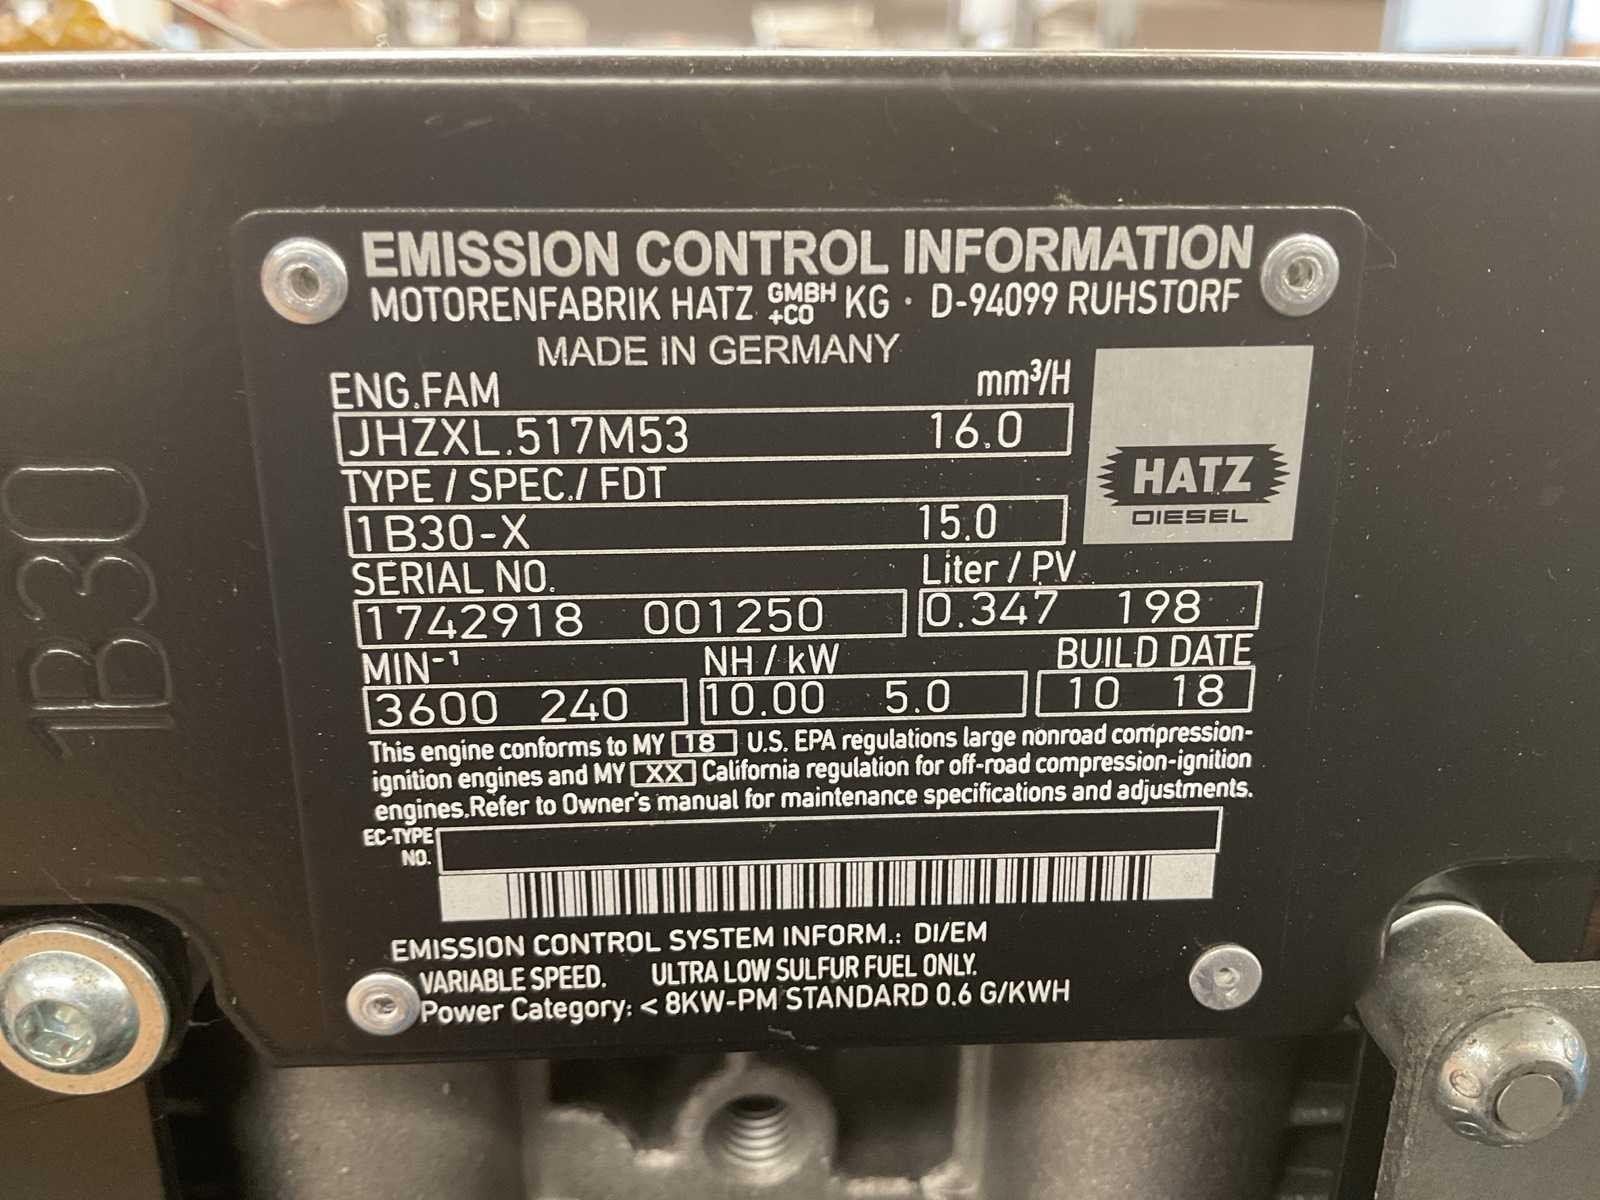 EMISSION CONTROL INFORMATION
MOTORENFABRIK HATZ GMBH +CO KG · D-94099 RUHSTORF
MADE IN GERMANY
ENG.FAM mm³/H
JHZXL.517M53 16.0
TYPE / SPEC./ FDT
1B30-X 15.0
HATZ
DIESEL
SERIAL NO. Liter / PV
1742918 001250 0.347 198
MIN⁻¹ NH / kW BUILD DATE
3600 240 10.00 5.0 10 18
This engine conforms to MY 18 U.S. EPA regulations large nonroad compression-
ignition engines and MY XX California regulation for off-road compression-ignition
engines.Refer to Owner's manual for maintenance specifications and adjustments.
EC-TYPE
NO.
EMISSION CONTROL SYSTEM INFORM.: DI/EM
VARIABLE SPEED. ULTRA LOW SULFUR FUEL ONLY.
Power Category: < 8KW-PM STANDARD 0.6 G/KWH
1B30